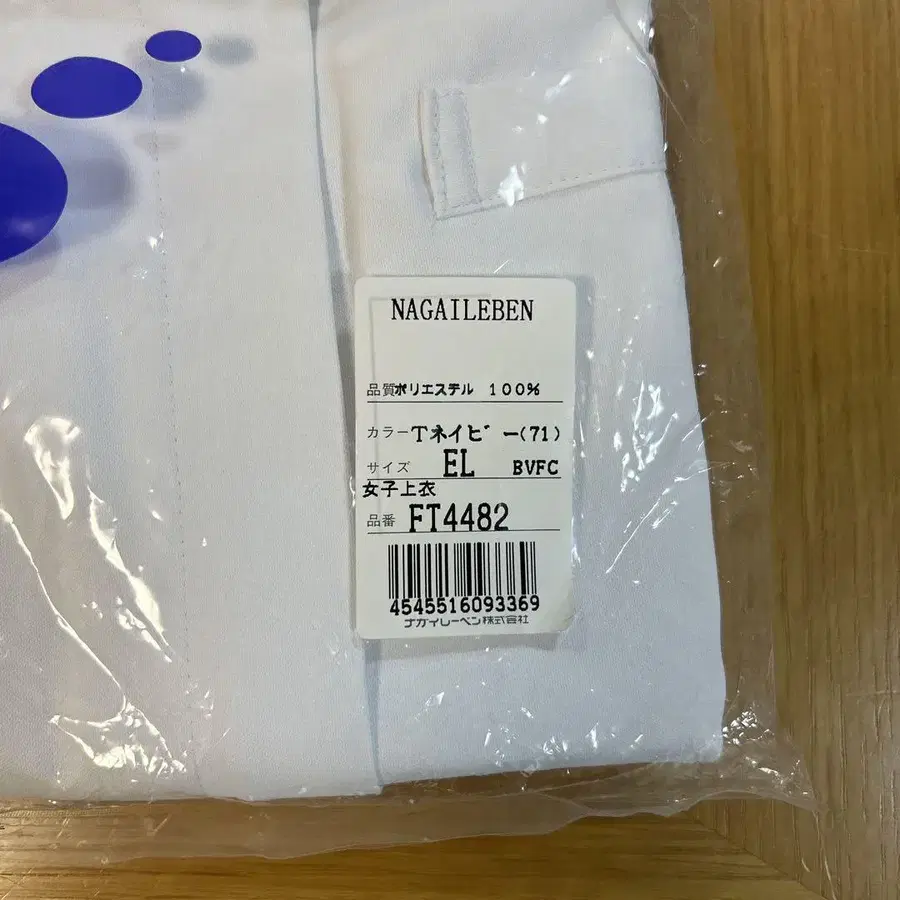 NAGAILEBEN
品質ポリエステル 100%
カラーTネイビー(71)
サイズ EL BVFC
女子上衣
品番 FT4482
4545516093369
ナガイレーベン株式会社